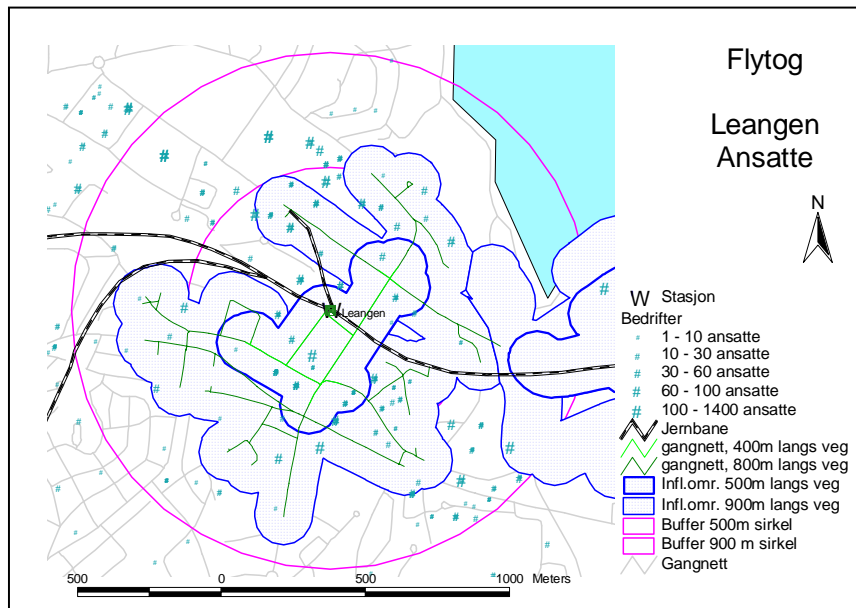 Flytog
Leangen
Ansatte
N
Leangen
W Stasjon
Bedrifter
# 1 - 10 ansatte
# 10 - 30 ansatte
# 30 - 60 ansatte
# 60 - 100 ansatte
# 100 - 1400 ansatte
Jernbane
gangnett, 400m langs veg
gangnett, 800m langs veg
Infl.omr. 500m langs veg
Infl.omr. 900m langs veg
Buffer 500m sirkel
Buffer 900 m sirkel
Gangnett
500 0 500 1000 Meters